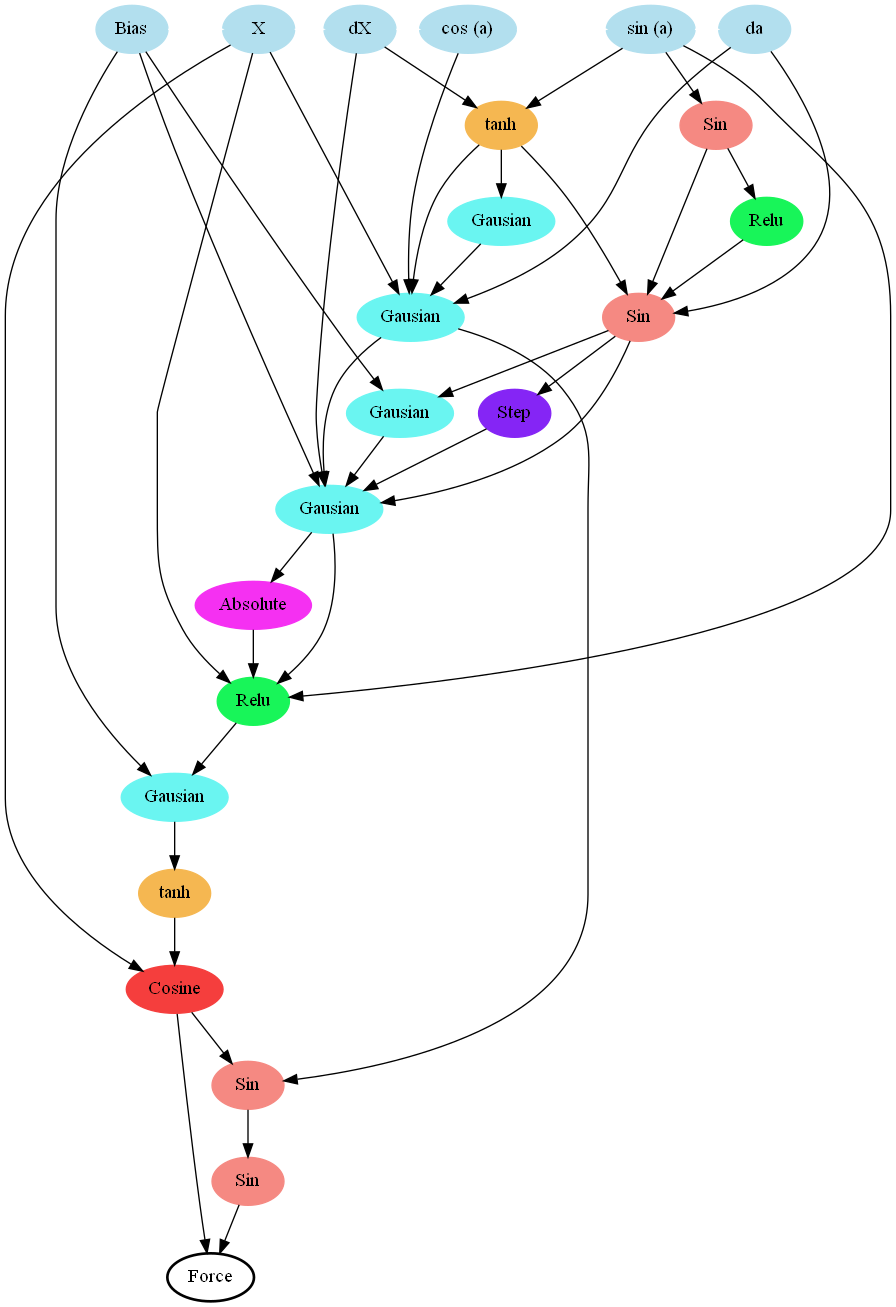 Bias X dX cos (a) sin (a) da
tanh Sin
Gausian Relu
Gausian Sin
Gausian Step
Gausian
Absolute
Relu
Gausian
tanh
Cosine
Sin
Sin
Force